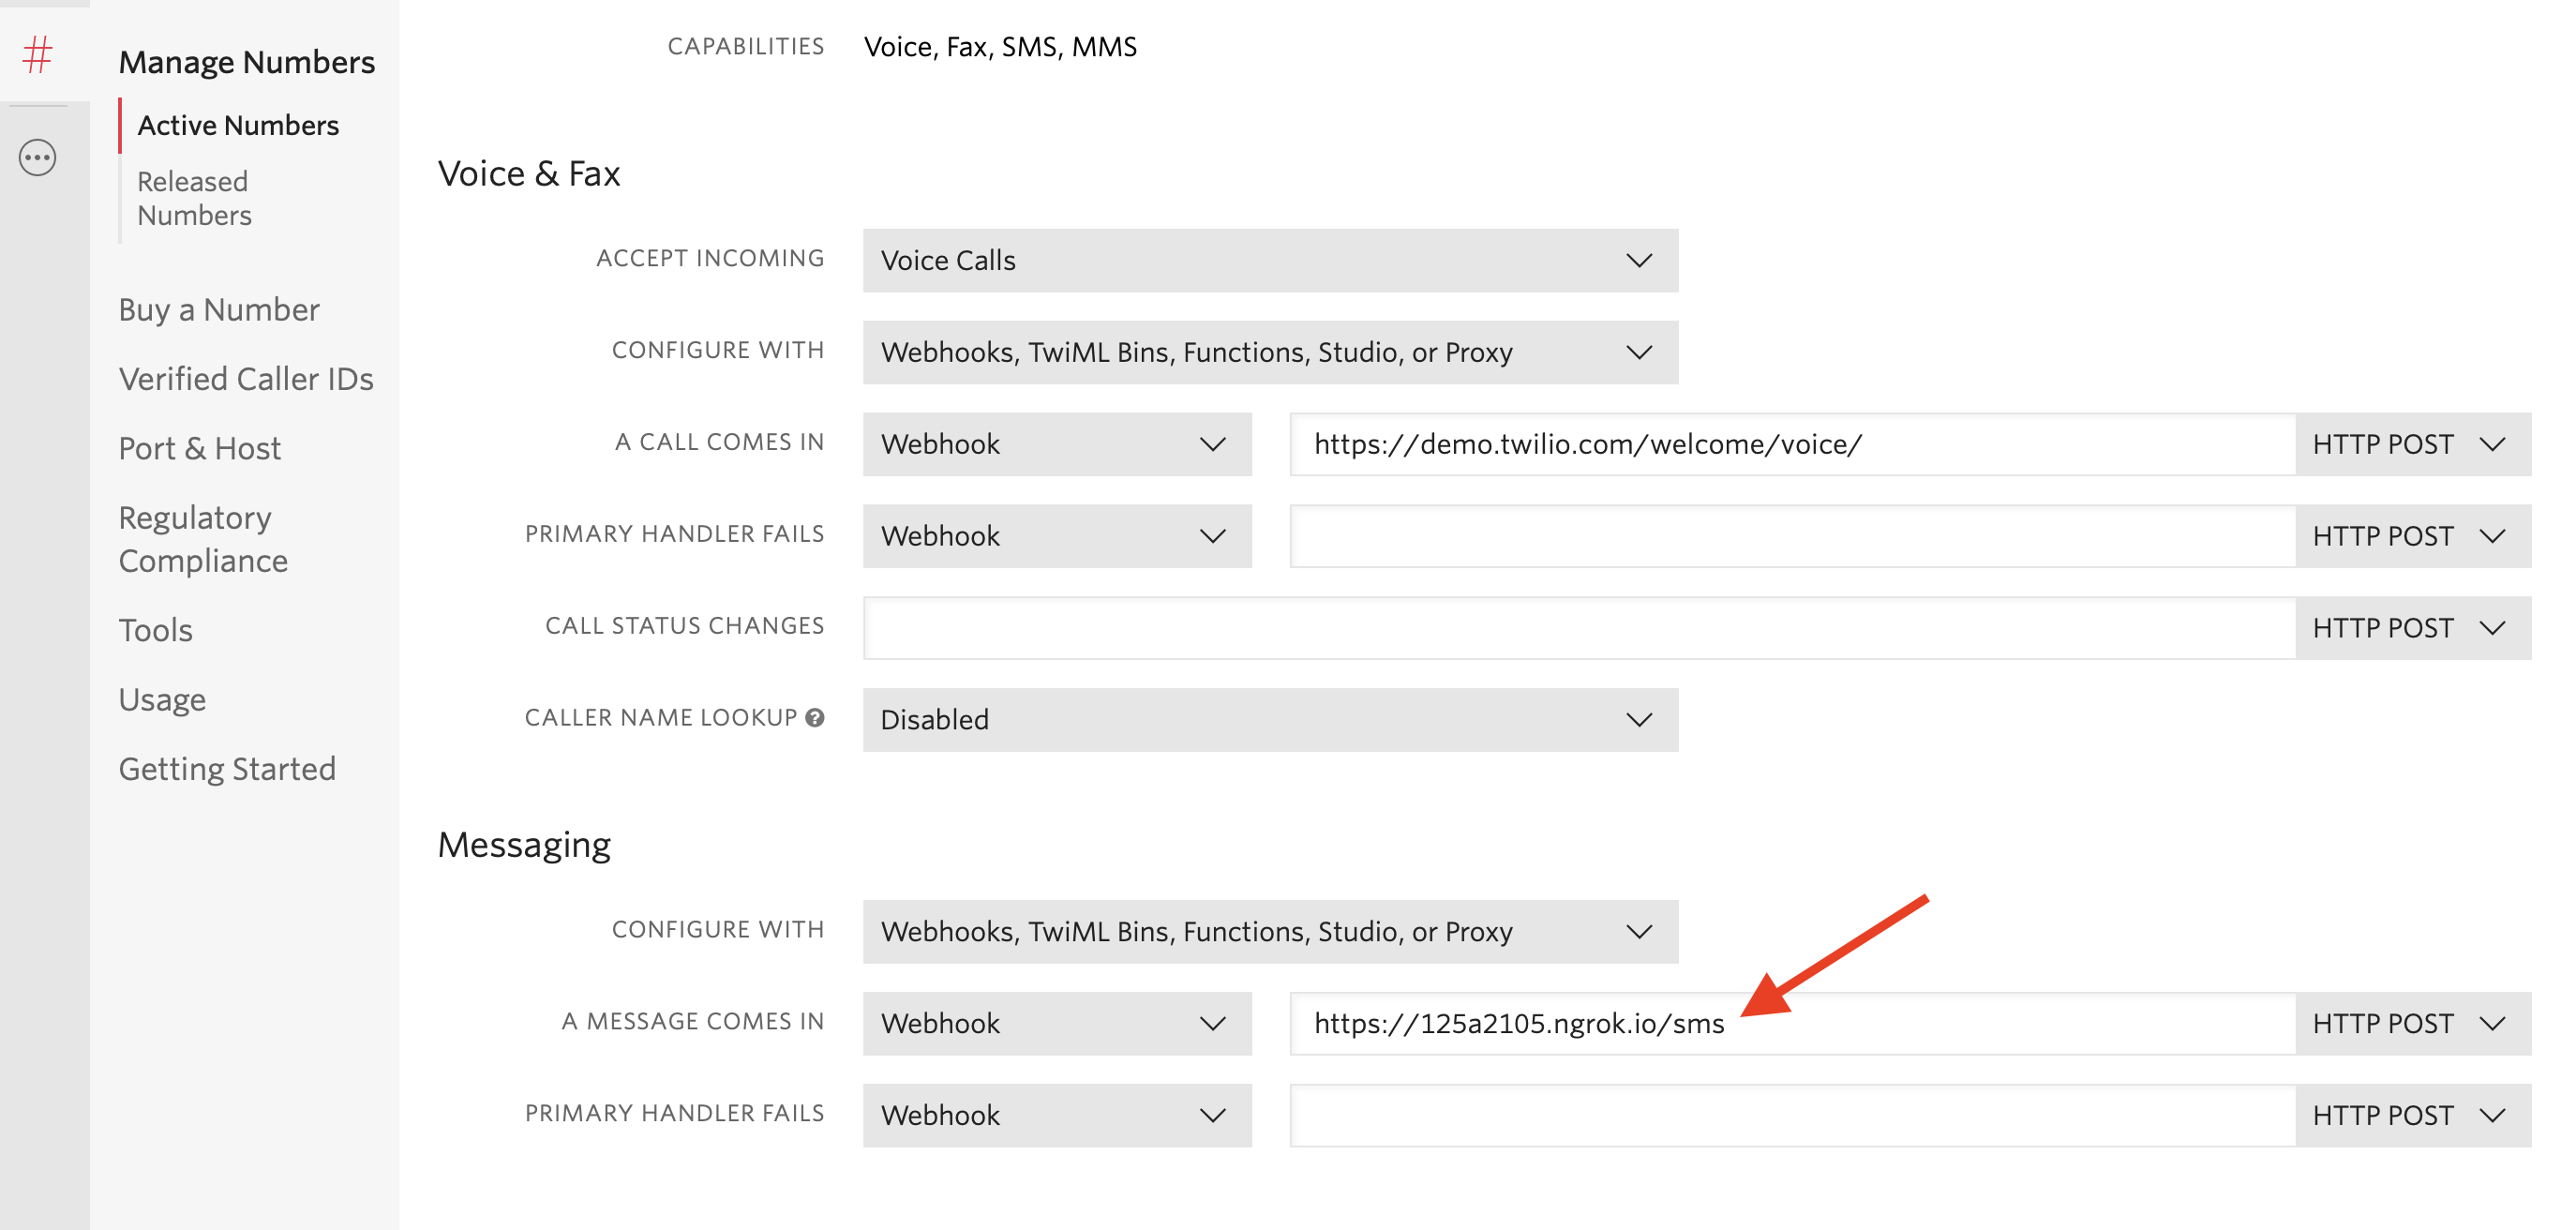 #
Manage Numbers
Active Numbers
Released
Numbers
Buy a Number
Verified Caller IDs
Port & Host
Regulatory
Compliance
Tools
Usage
Getting Started
CAPABILITIES Voice, Fax, SMS, MMS
Voice & Fax
ACCEPT INCOMING Voice Calls
CONFIGURE WITH Webhooks, TwiML Bins, Functions, Studio, or Proxy
A CALL COMES IN Webhook https://demo.twilio.com/welcome/voice/ HTTP POST
PRIMARY HANDLER FAILS Webhook HTTP POST
CALL STATUS CHANGES HTTP POST
CALLER NAME LOOKUP ? Disabled
Messaging
CONFIGURE WITH Webhooks, TwiML Bins, Functions, Studio, or Proxy
A MESSAGE COMES IN Webhook https://125a2105.ngrok.io/sms HTTP POST
PRIMARY HANDLER FAILS Webhook HTTP POST